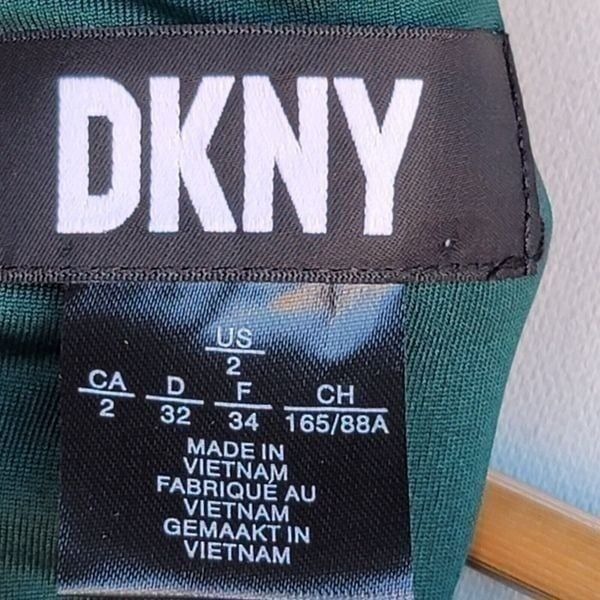 DKNY
US
2
CA D F CH
2 32 34 165/88A
MADE IN
VIETNAM
FABRIQUÉ AU
VIETNAM
GEMAAKT IN
VIETNAM